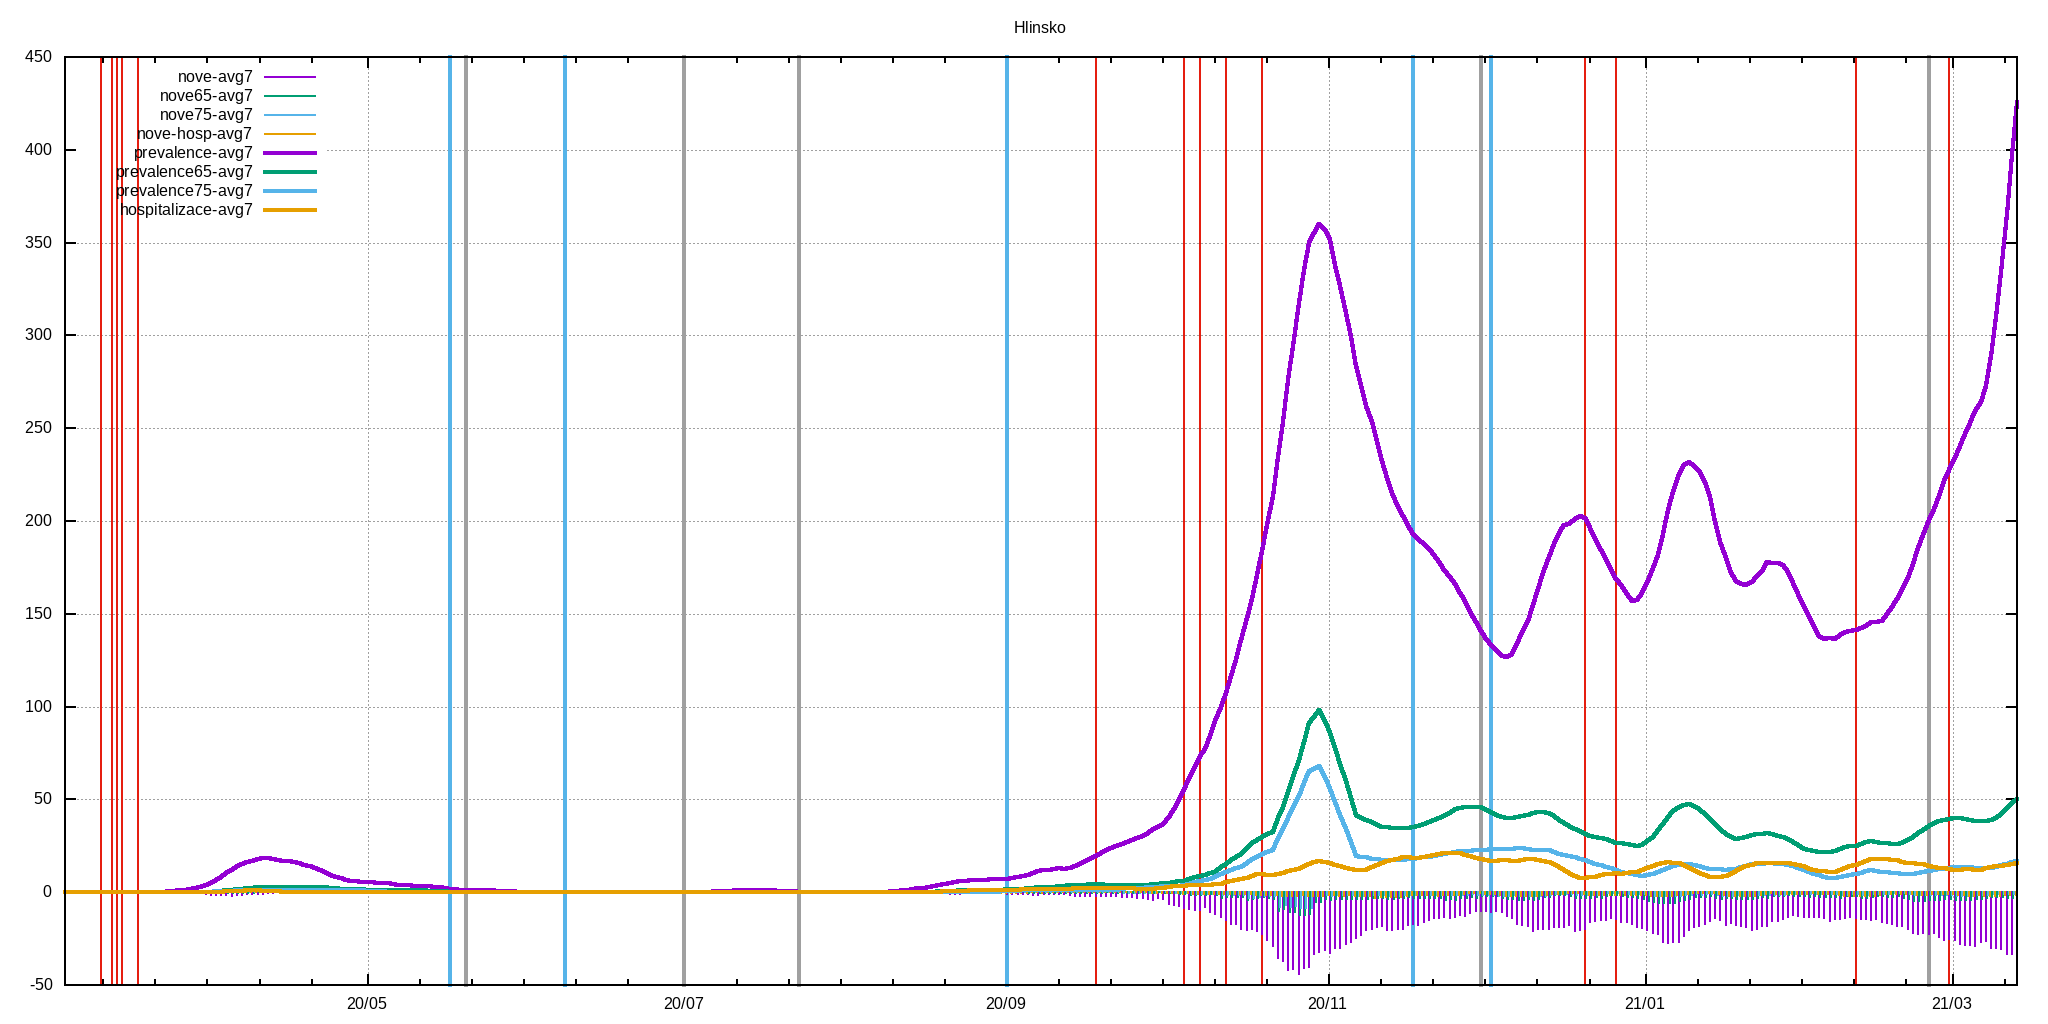 Hlinsko
450
400
350
300
250
200
150
100
50
0
-50
nove-avg7
nove65-avg7
nove75-avg7
nove-hosp-avg7
prevalence-avg7
prevalence65-avg7
prevalence75-avg7
hospitalizace-avg7
20/05 20/07 20/09 20/11 21/01 21/03